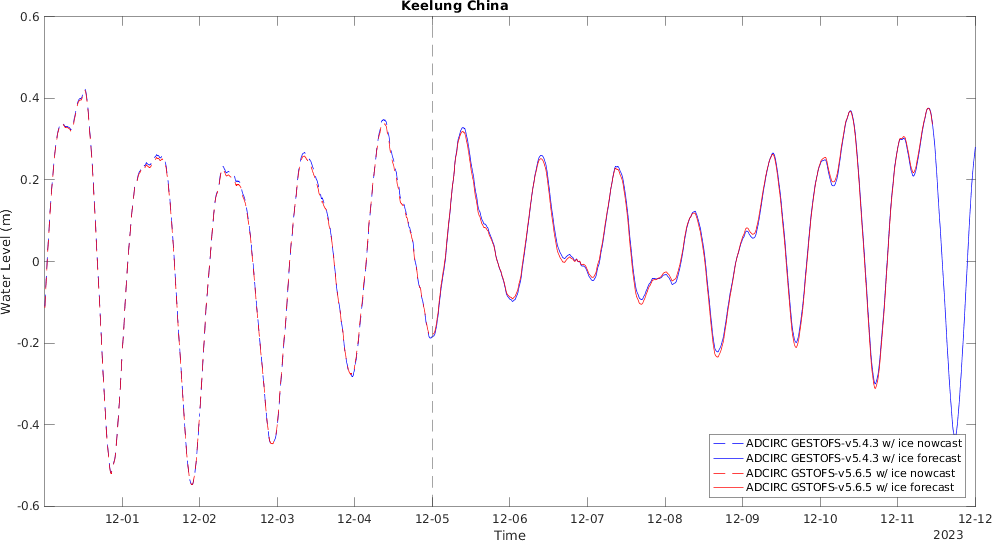 Keelung China
0.6
0.4
0.2
0
-0.2
-0.4
-0.6
Water Level (m)
12-01 12-02 12-03 12-04 12-05 12-06 12-07 12-08 12-09 12-10 12-11 12-12
Time
2023
ADCIRC GESTOFS-v5.4.3 w/ ice nowcast
ADCIRC GESTOFS-v5.4.3 w/ ice forecast
ADCIRC GSTOFS-v5.6.5 w/ ice nowcast
ADCIRC GSTOFS-v5.6.5 w/ ice forecast